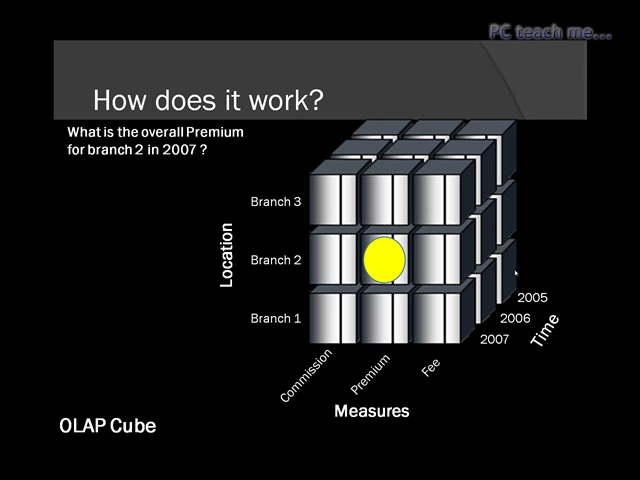 PC teach me...
How does it work?
What is the overall Premium
for branch 2 in 2007 ?
Branch 3
Branch 2
Branch 1
Location
2005
2006
2007
Time
Commission
Premium
Fee
Measures
OLAP Cube